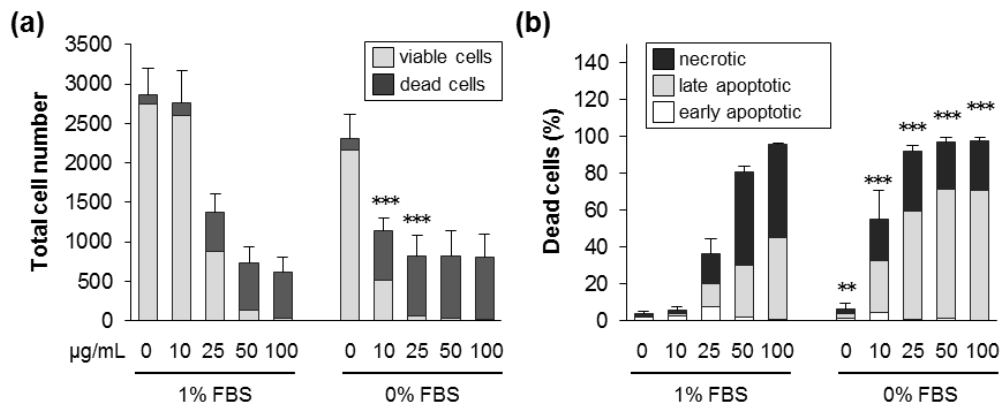 (a)
Total cell number
3500
3000
2500
2000
1500
1000
500
0
viable cells
dead cells
*** ***
µg/mL 0 10 25 50 100 0 10 25 50 100
1% FBS 0% FBS
(b)
Dead cells (%)
140
120
100
80
60
40
20
0
necrotic
late apoptotic
early apoptotic
** *** *** *** ***
0 10 25 50 100 0 10 25 50 100
1% FBS 0% FBS